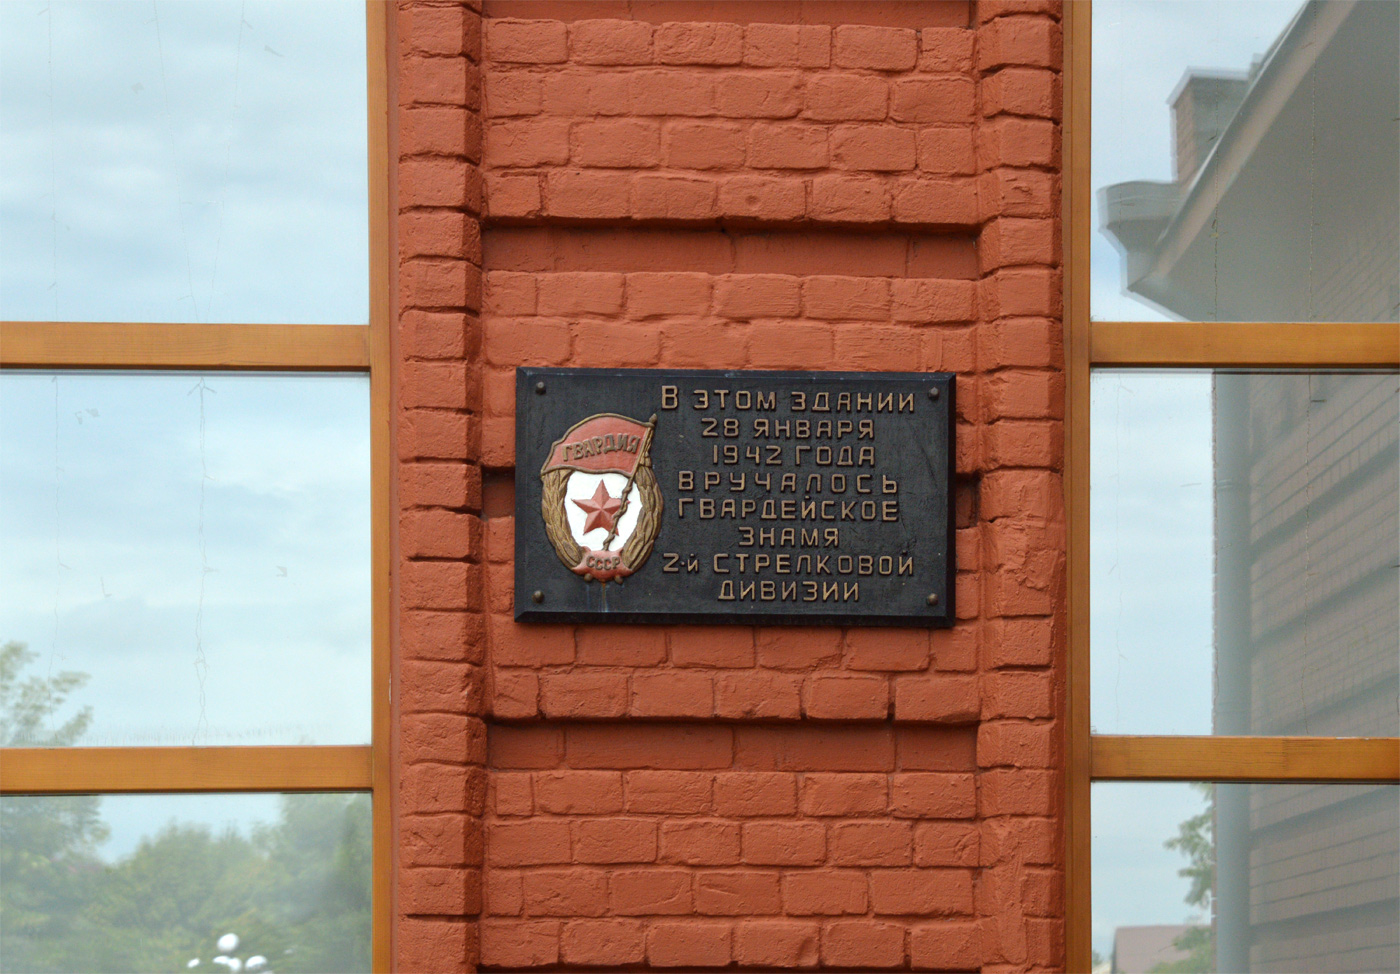 ГВАРДИЯ
СССР
В ЭТОМ ЗДАНИИ
28 ЯНВАРЯ
1942 ГОДА
ВРУЧАЛОСЬ
ГВАРДЕЙСКОЕ
ЗНАМЯ
2-й СТРЕЛКОВОЙ
ДИВИЗИИ